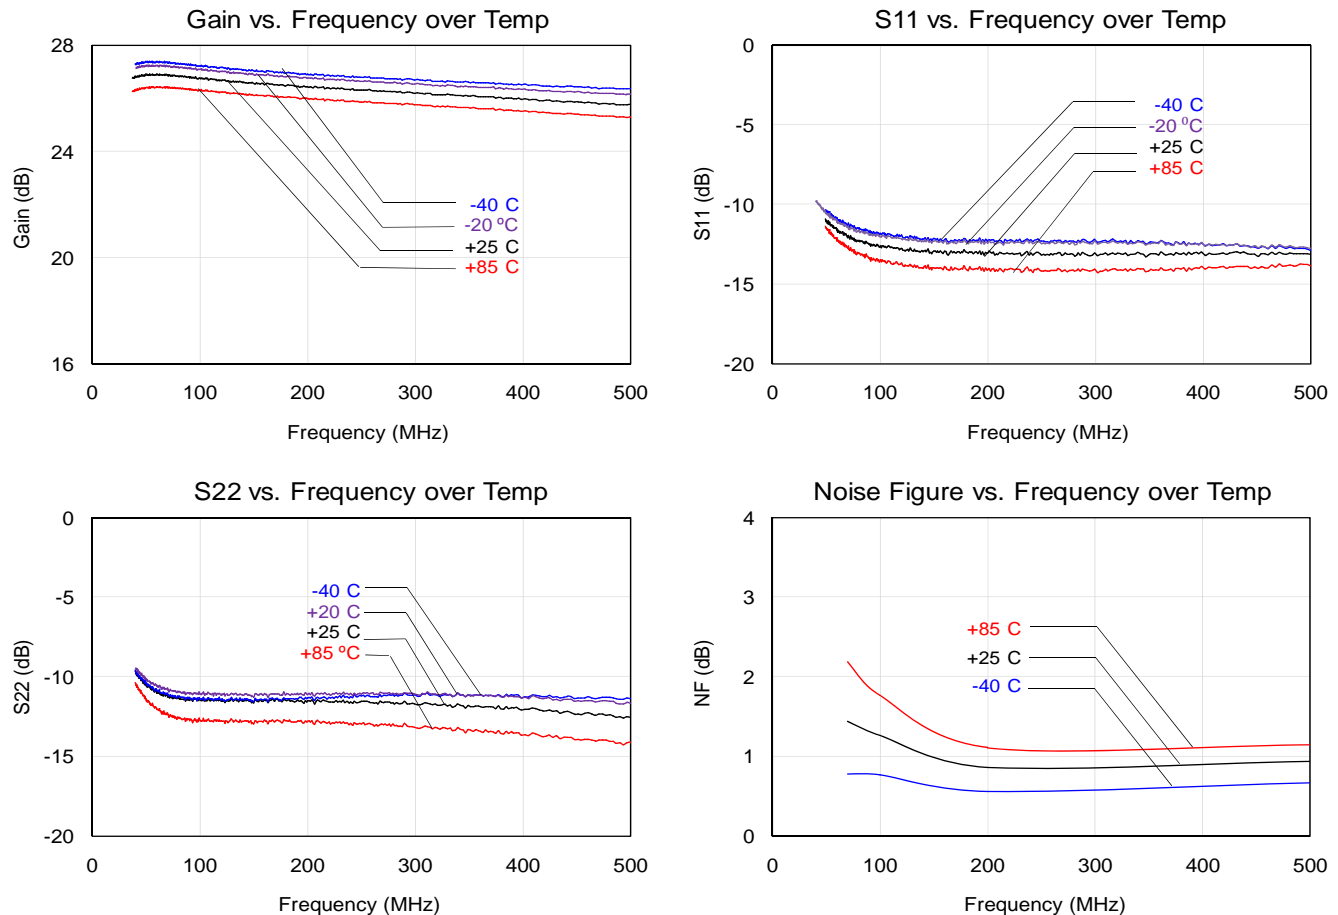 Gain vs. Frequency over Temp
28
24
20
16
Gain (dB)
-40 C
-20 ºC
+25 C
+85 C
0 100 200 300 400 500
Frequency (MHz)
S11 vs. Frequency over Temp
0
-5
-10
-15
-20
S11 (dB)
-40 C
-20 ºC
+25 C
+85 C
0 100 200 300 400 500
Frequency (MHz)
S22 vs. Frequency over Temp
0
-5
-10
-15
-20
S22 (dB)
-40 C
+20 C
+25 C
+85 ºC
0 100 200 300 400 500
Frequency (MHz)
Noise Figure vs. Frequency over Temp
4
3
2
1
0
NF (dB)
+85 C
+25 C
-40 C
0 100 200 300 400 500
Frequency (MHz)